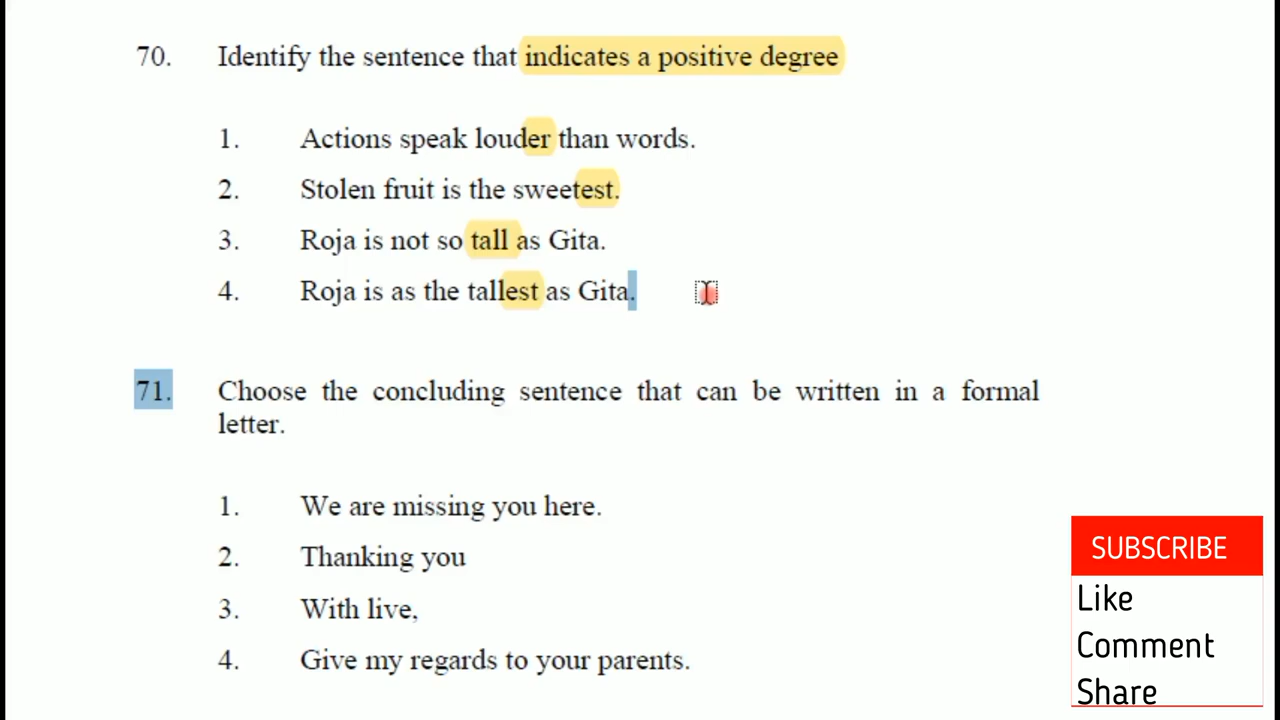 70. Identify the sentence that indicates a positive degree
1. Actions speak louder than words.
2. Stolen fruit is the sweetest.
3. Roja is not so tall as Gita.
4. Roja is as the tallest as Gita.
71. Choose the concluding sentence that can be written in a formal
letter.
1. We are missing you here.
2. Thanking you
3. With live,
4. Give my regards to your parents.
SUBSCRIBE
Like
Comment
Share